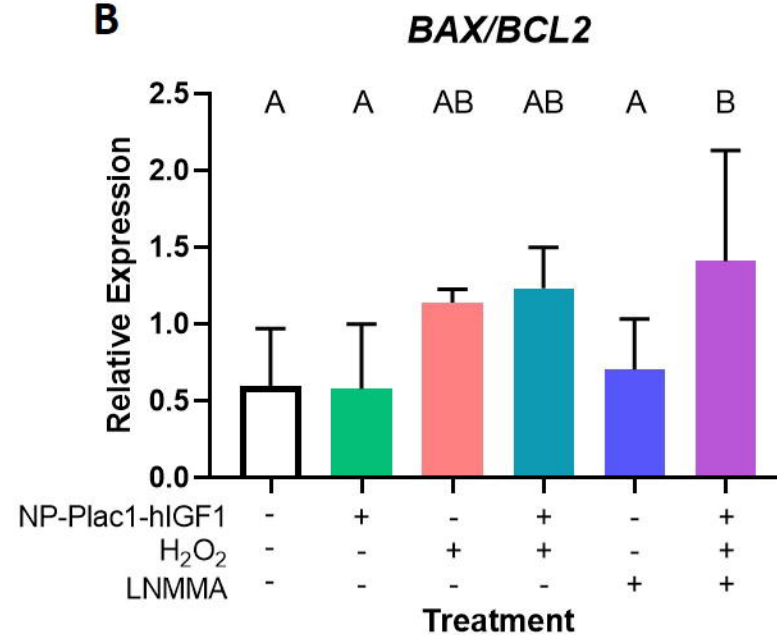 B
BAX/BCL2
A A AB AB A B
2.5
2.0
1.5
1.0
0.5
0.0
Relative Expression
NP-Plac1-hIGF1 - + - + - +
H₂O₂ - - + + - +
LNMMA - - - - + +
Treatment